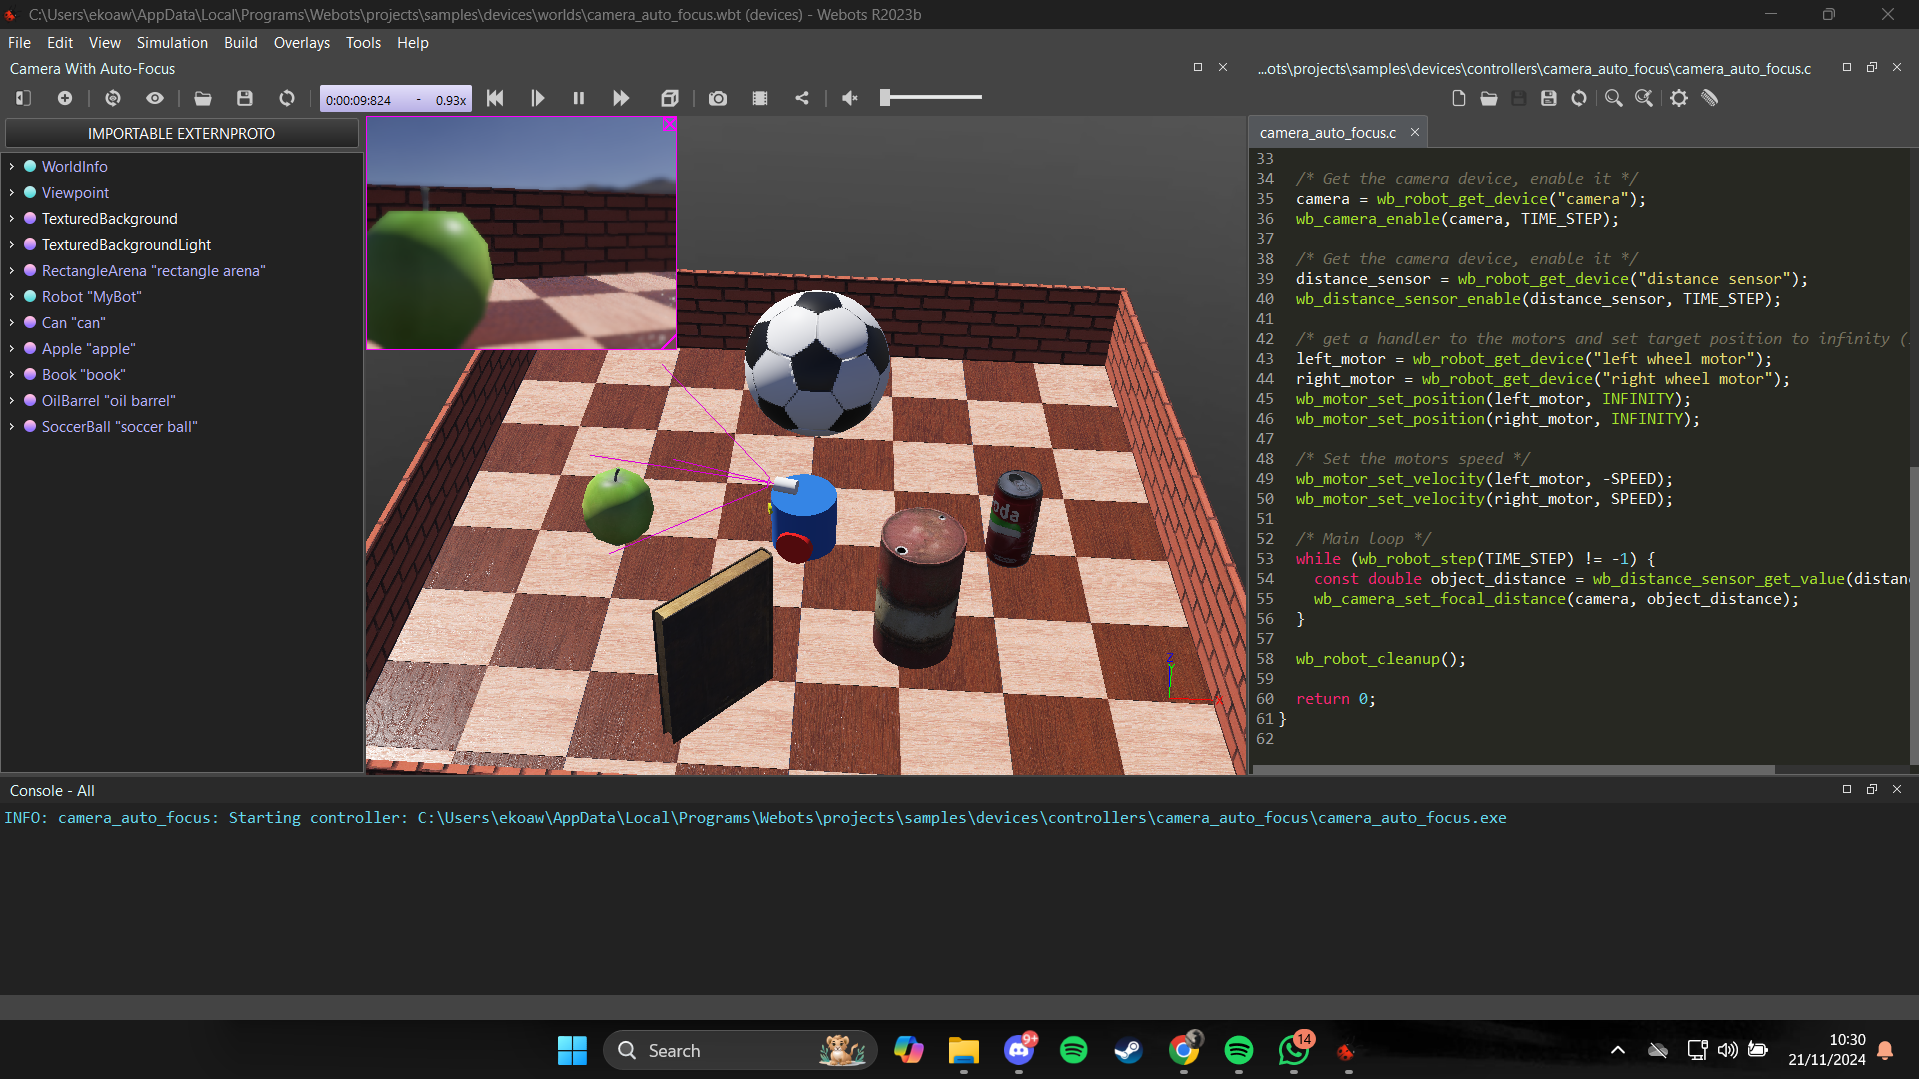 C:\Users\ekoaw\AppData\Local\Programs\Webots\projects\samples\devices\worlds\camera_auto_focus.wbt (devices) - Webots R2023b
File Edit View Simulation Build Overlays Tools Help
Camera With Auto-Focus
0:00:09:824 - 0.93x
IMPORTABLE EXTERNPROTO
WorldInfo
Viewpoint
TexturedBackground
TexturedBackgroundLight
RectangleArena "rectangle arena"
Robot "MyBot"
Can "can"
Apple "apple"
Book "book"
OilBarrel "oil barrel"
SoccerBall "soccer ball"
Z
X
...ots\projects\samples\devices\controllers\camera_auto_focus\camera_auto_focus.c
camera_auto_focus.c
33
34 /* Get the camera device, enable it */
35 camera = wb_robot_get_device("camera");
36 wb_camera_enable(camera, TIME_STEP);
37
38 /* Get the camera device, enable it */
39 distance_sensor = wb_robot_get_device("distance sensor");
40 wb_distance_sensor_enable(distance_sensor, TIME_STEP);
41
42 /* get a handler to the motors and set target position to infinity (
43 left_motor = wb_robot_get_device("left wheel motor");
44 right_motor = wb_robot_get_device("right wheel motor");
45 wb_motor_set_position(left_motor, INFINITY);
46 wb_motor_set_position(right_motor, INFINITY);
47
48 /* Set the motors speed */
49 wb_motor_set_velocity(left_motor, -SPEED);
50 wb_motor_set_velocity(right_motor, SPEED);
51
52 /* Main loop */
53 while (wb_robot_step(TIME_STEP) != -1) {
54 const double object_distance = wb_distance_sensor_get_value(distan
55 wb_camera_set_focal_distance(camera, object_distance);
56 }
57
58 wb_robot_cleanup();
59
60 return 0;
61 }
62
Console - All
INFO: camera_auto_focus: Starting controller: C:\Users\ekoaw\AppData\Local\Programs\Webots\projects\samples\devices\controllers\camera_auto_focus\camera_auto_focus.exe
Search
9+
14
10:30
21/11/2024